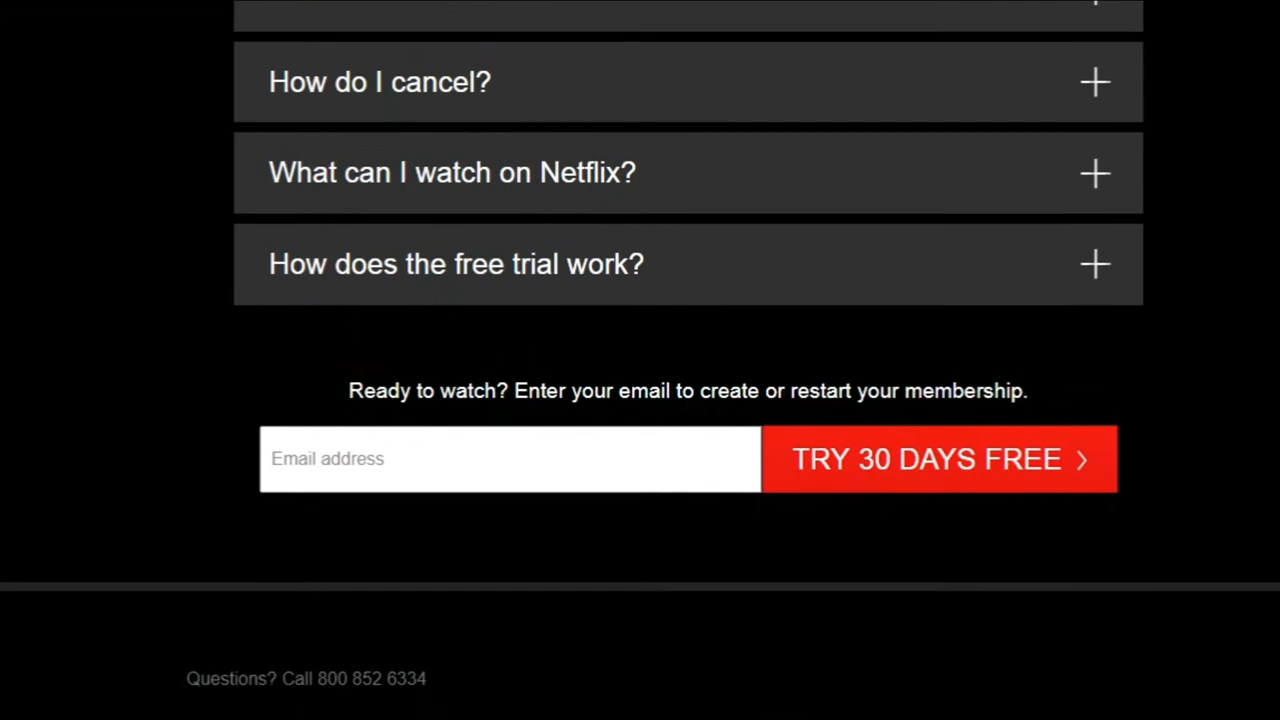 How do I cancel?
What can I watch on Netflix?
How does the free trial work?
Ready to watch? Enter your email to create or restart your membership.
Email address
TRY 30 DAYS FREE >
Questions? Call 800 852 6334